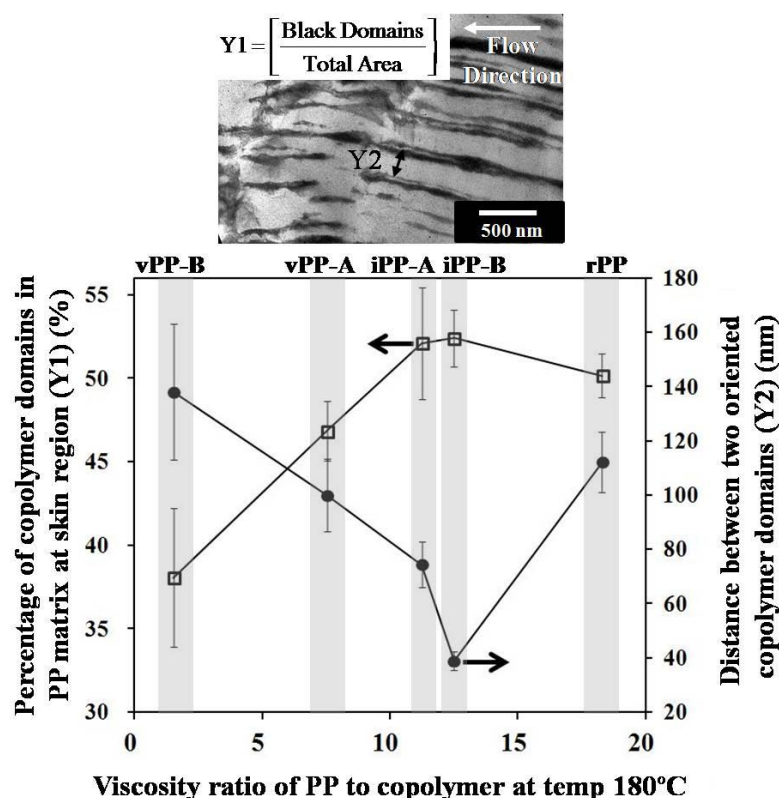 Y1 = [ Black Domains / Total Area ]
Flow
Direction
Y2
500 nm
vPP-B vPP-A iPP-A iPP-B rPP
Percentage of copolymer domains in
PP matrix at skin region (Y1) (%)
55
50
45
40
35
30
180
160
140
120
100
80
60
40
20
Distance between two oriented
copolymer domains (Y2) (nm)
0 5 10 15 20
Viscosity ratio of PP to copolymer at temp 180°C